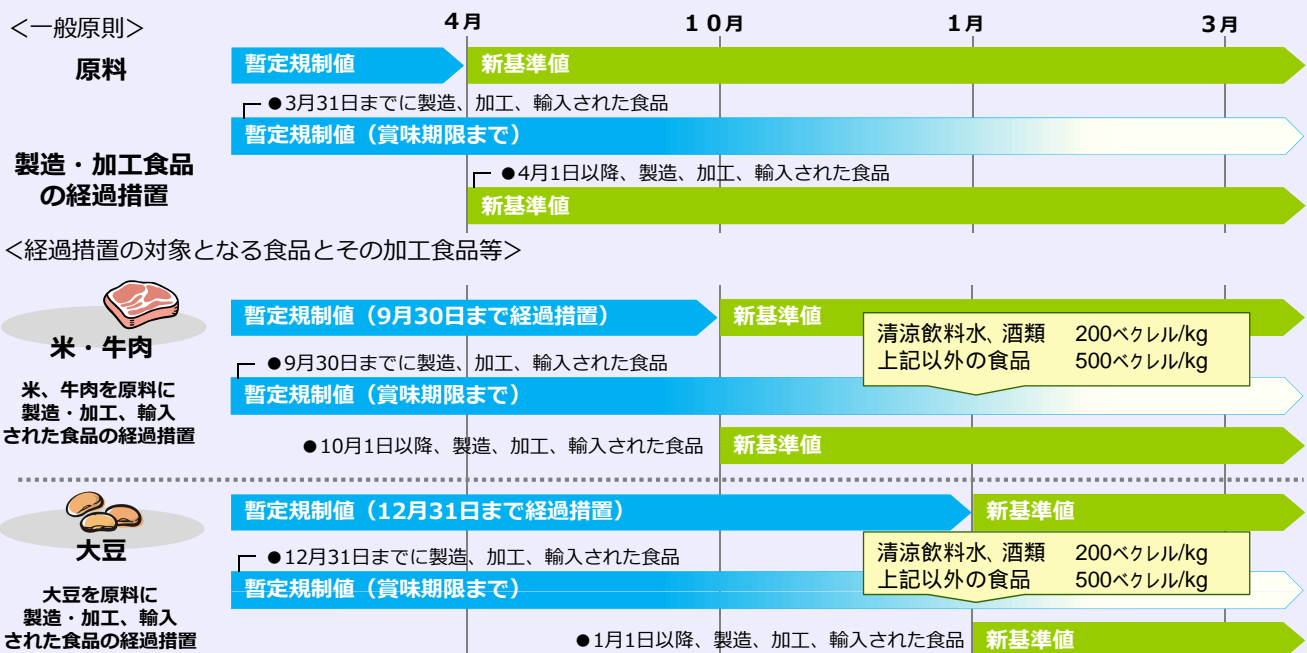 <一般原則>
4月 10月 1月 3月
原料
暫定規制値 新基準値
●3月31日までに製造、加工、輸入された食品
暫定規制値（賞味期限まで）
製造・加工食品
の経過措置
●4月1日以降、製造、加工、輸入された食品
新基準値
<経過措置の対象となる食品とその加工食品等>
米・牛肉
暫定規制値（9月30日まで経過措置） 新基準値
清涼飲料水、酒類 200ベクレル/kg
上記以外の食品 500ベクレル/kg
●9月30日までに製造、加工、輸入された食品
暫定規制値（賞味期限まで）
米、牛肉を原料に
製造・加工、輸入
された食品の経過措置
●10月1日以降、製造、加工、輸入された食品 新基準値
大豆
暫定規制値（12月31日まで経過措置） 新基準値
清涼飲料水、酒類 200ベクレル/kg
上記以外の食品 500ベクレル/kg
●12月31日までに製造、加工、輸入された食品
暫定規制値（賞味期限まで）
大豆を原料に
製造・加工、輸入
された食品の経過措置
●1月1日以降、製造、加工、輸入された食品 新基準値